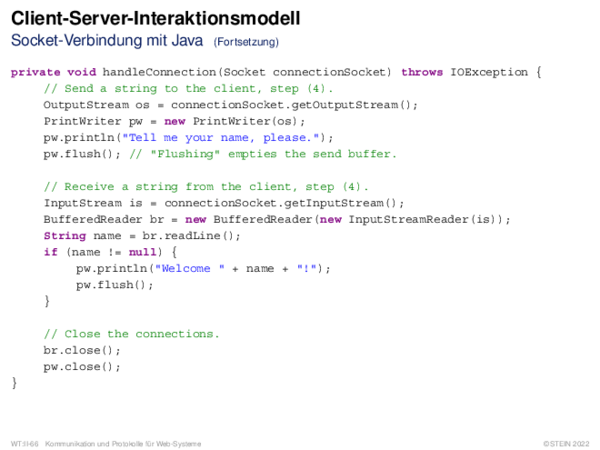 Client-Server-Interaktionsmodell
Socket-Verbindung mit Java (Fortsetzung)
private void handleConnection(Socket connectionSocket) throws IOException {
// Send a string to the client, step (4).
OutputStream os = connectionSocket.getOutputStream();
PrintWriter pw = new PrintWriter(os);
pw.println("Tell me your name, please.");
pw.flush(); // "Flushing" empties the send buffer.
// Receive a string from the client, step (4).
InputStream is = connectionSocket.getInputStream();
BufferedReader br = new BufferedReader(new InputStreamReader(is));
String name = br.readLine();
if (name != null) {
pw.println("Welcome " + name + "!");
pw.flush();
}
// Close the connections.
br.close();
pw.close();
}
WT:II-66 Kommunikation und Protokolle für Web-Systeme
©STEIN 2022